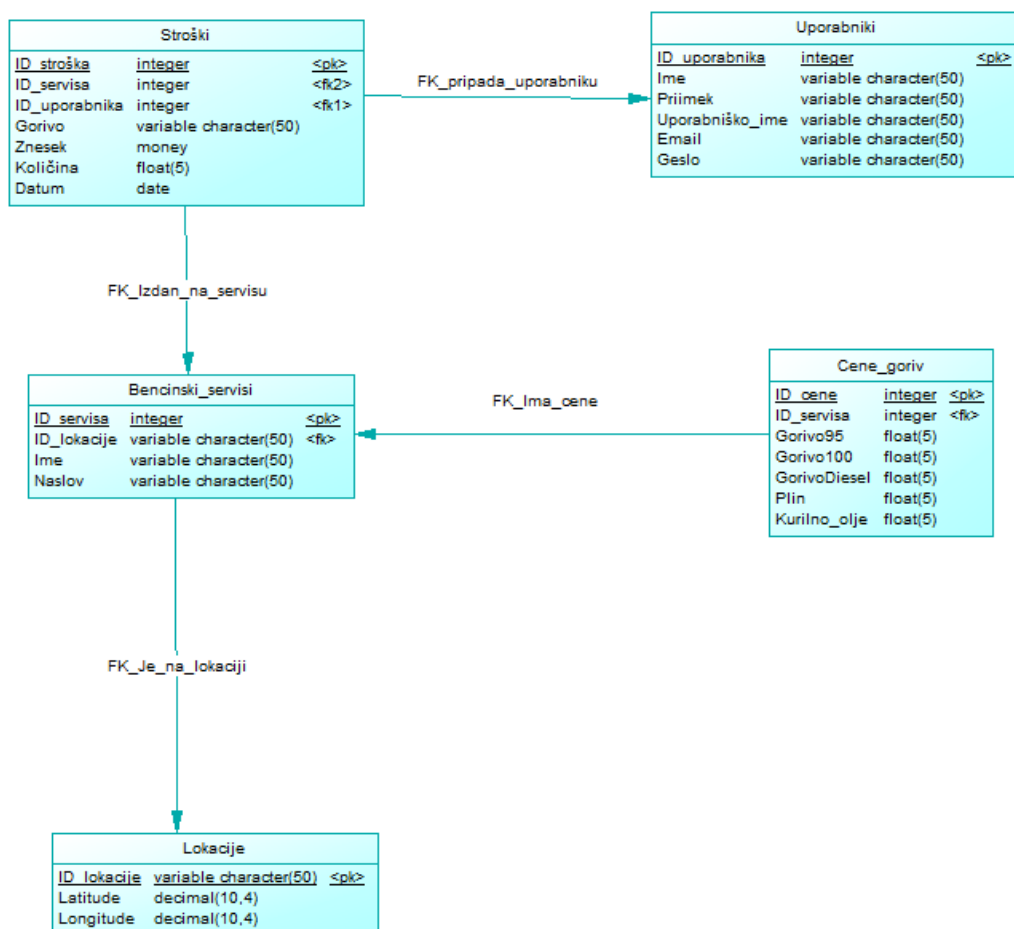 Stroški
ID_stroška integer <pk>
ID_servisa integer <fk2>
ID_uporabnika integer <fk1>
Gorivo variable character(50)
Znesek money
Količina float(5)
Datum date
FK_pripada_uporabniku
Uporabniki
ID_uporabnika integer <pk>
Ime variable character(50)
Priimek variable character(50)
Uporabniško_ime variable character(50)
Email variable character(50)
Geslo variable character(50)
FK_Izdan_na_servisu
Bencinski_servisi
ID_servisa integer <pk>
ID_lokacije variable character(50) <fk>
Ime variable character(50)
Naslov variable character(50)
FK_Ima_cene
Cene_goriv
ID_cene integer <pk>
ID_servisa integer <fk>
Gorivo95 float(5)
Gorivo100 float(5)
GorivoDiesel float(5)
Plin float(5)
Kurilno_olje float(5)
FK_Je_na_lokaciji
Lokacije
ID_lokacije variable character(50) <pk>
Latitude decimal(10,4)
Longitude decimal(10,4)